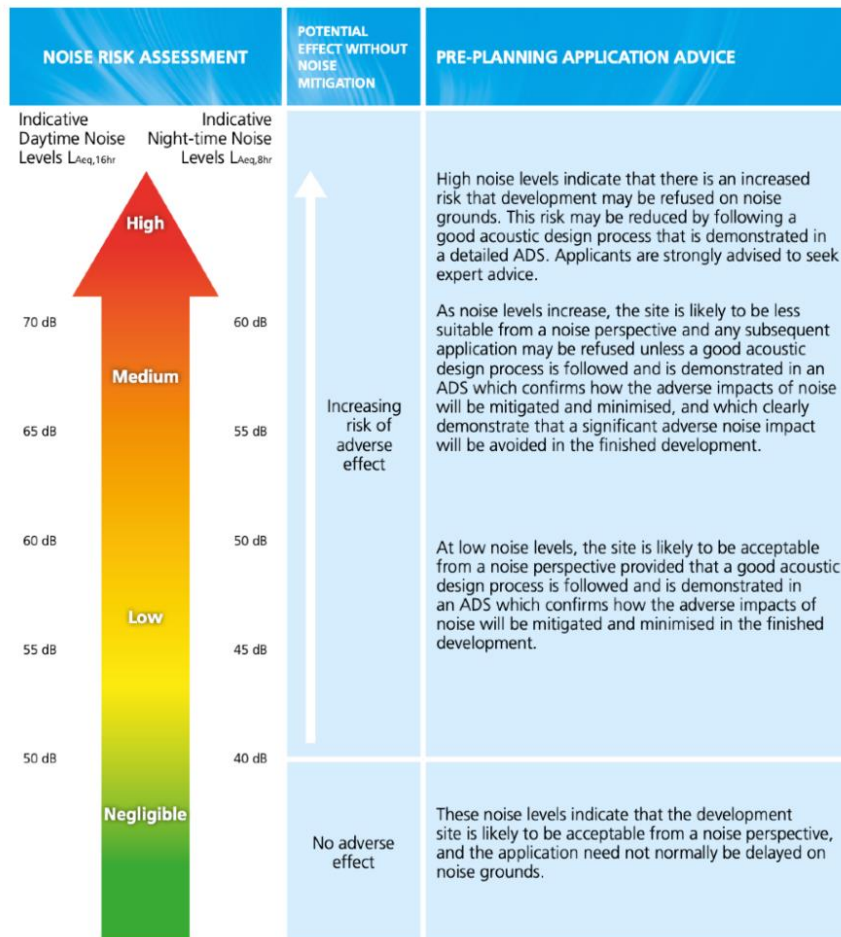 NOISE RISK ASSESSMENT
POTENTIAL
EFFECT WITHOUT
NOISE
MITIGATION
PRE-PLANNING APPLICATION ADVICE
Indicative
Daytime Noise
Levels LAeq,16hr
Indicative
Night-time Noise
Levels LAeq,8hr
High
70 dB
60 dB
Medium
65 dB
55 dB
60 dB
50 dB
Low
55 dB
45 dB
50 dB
40 dB
Negligible
Increasing
risk of
adverse
effect
No adverse
effect
High noise levels indicate that there is an increased
risk that development may be refused on noise
grounds. This risk may be reduced by following a
good acoustic design process that is demonstrated in
a detailed ADS. Applicants are strongly advised to seek
expert advice.
As noise levels increase, the site is likely to be less
suitable from a noise perspective and any subsequent
application may be refused unless a good acoustic
design process is followed and is demonstrated in an
ADS which confirms how the adverse impacts of noise
will be mitigated and minimised, and which clearly
demonstrate that a significant adverse noise impact
will be avoided in the finished development.
At low noise levels, the site is likely to be acceptable
from a noise perspective provided that a good acoustic
design process is followed and is demonstrated in
an ADS which confirms how the adverse impacts of
noise will be mitigated and minimised in the finished
development.
These noise levels indicate that the development
site is likely to be acceptable from a noise perspective,
and the application need not normally be delayed on
noise grounds.